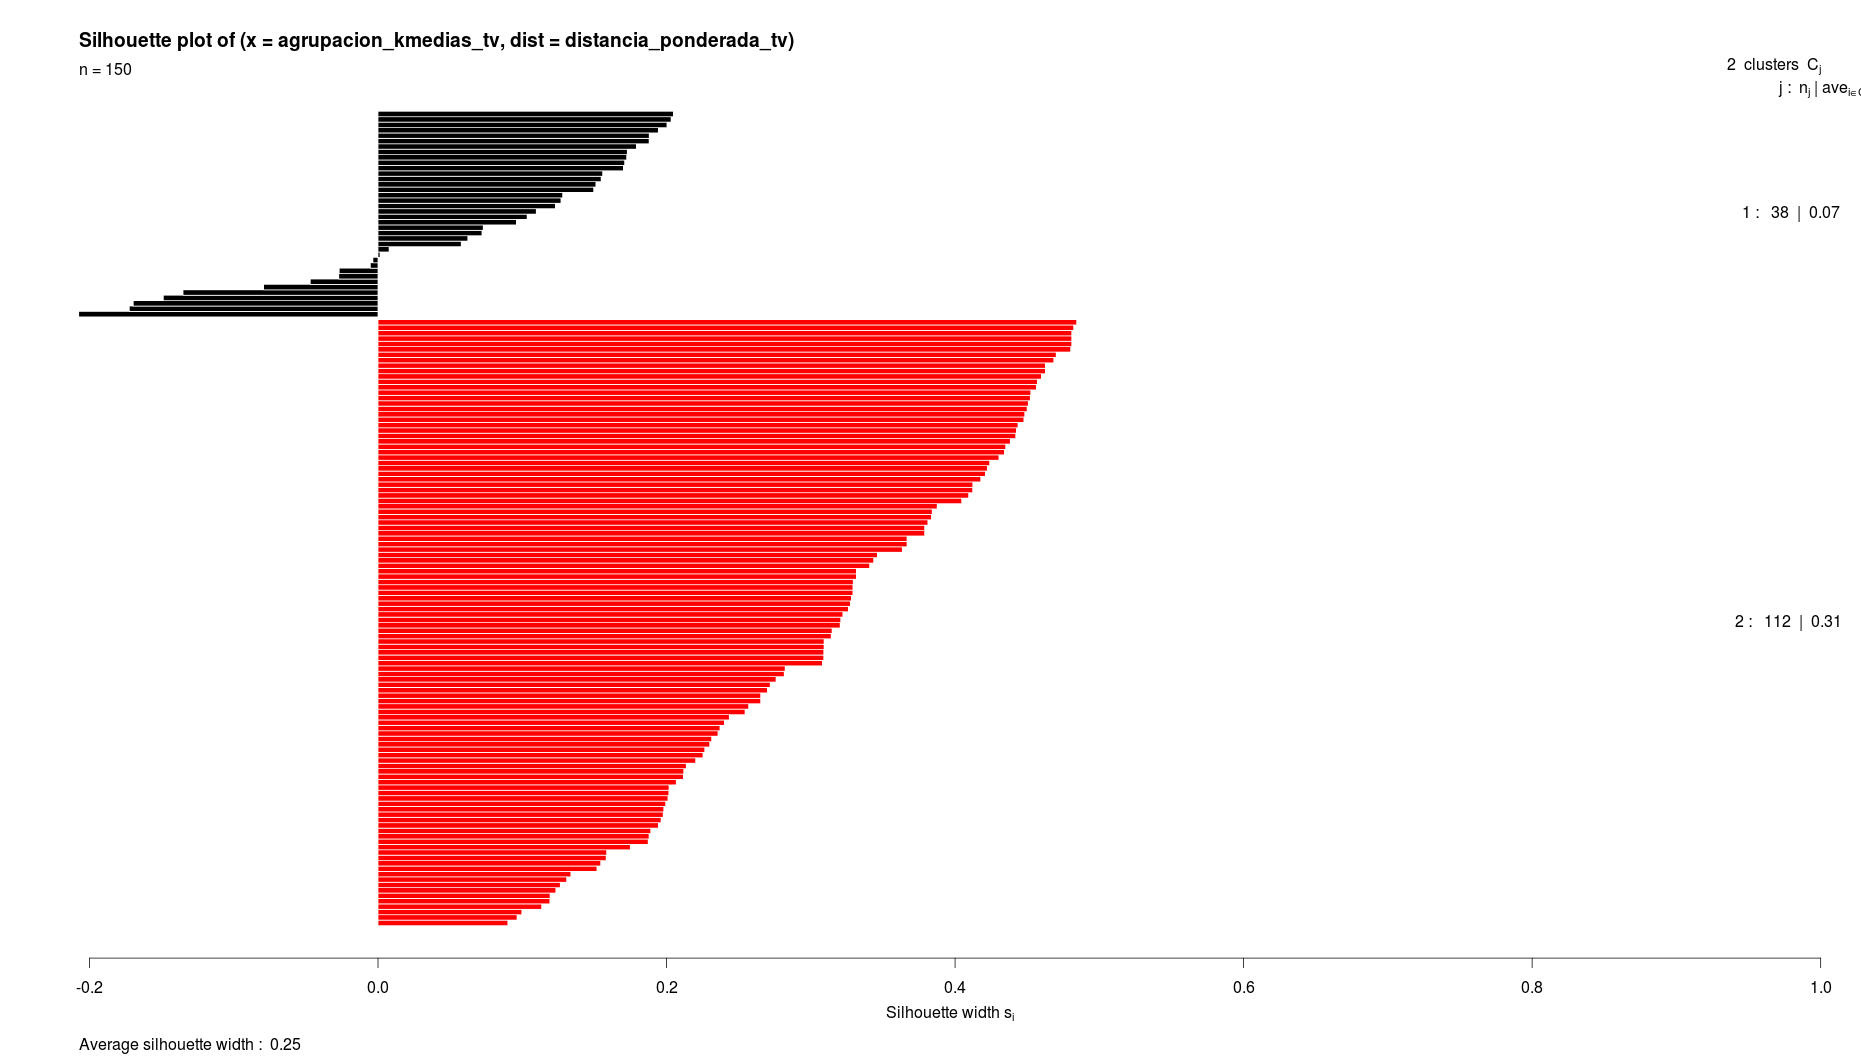 Silhouette plot of (x = agrupacion_kmedias_tv, dist = distancia_ponderada_tv)
n = 150
2 clusters Cj
j : nj | avei∈C
1 : 38 | 0.07
2 : 112 | 0.31
-0.2 0.0 0.2 0.4 0.6 0.8 1.0
Silhouette width si
Average silhouette width : 0.25